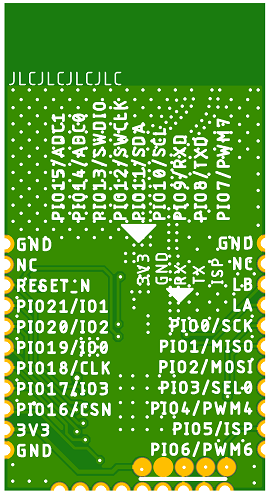 JLCJLCJLCJLC
PIO15/ADC1
PIO14/ADC0
PIO13/SWDIO
PIO12/SWCLK
PIO11/SDA
PIO10/SCL
PIO9/RXD
PIO8/TXD
PIO7/PWM7
3V3
GND
RX
TX
ISP
GND
NC
RESET_N
PIO21/IO1
PIO20/IO2
PIO19/IO0
PIO18/CLK
PIO17/IO3
PIO16/CSN
3V3
GND
GND
NC
LB
LA
PIO0/SCK
PIO1/MISO
PIO2/MOSI
PIO3/SEL0
PIO4/PWM4
PIO5/ISP
PIO6/PWM6